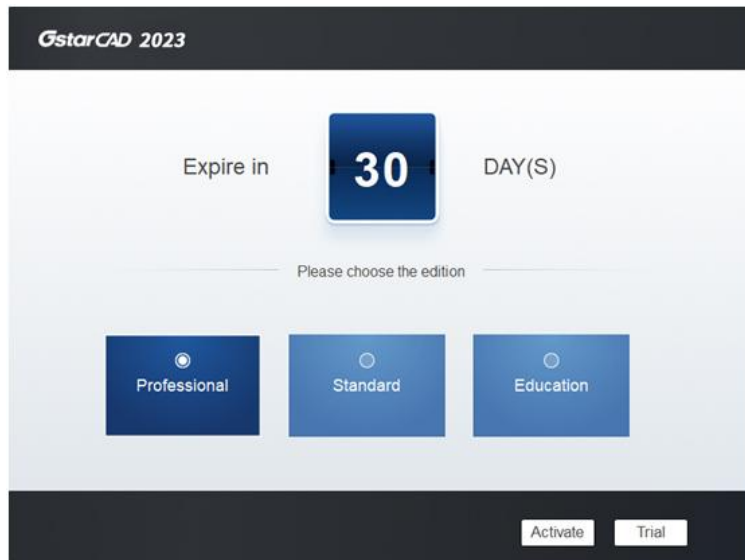 GstarCAD 2023
Expire in 30 DAY(S)
Please choose the edition
Professional Standard Education
Activate Trial